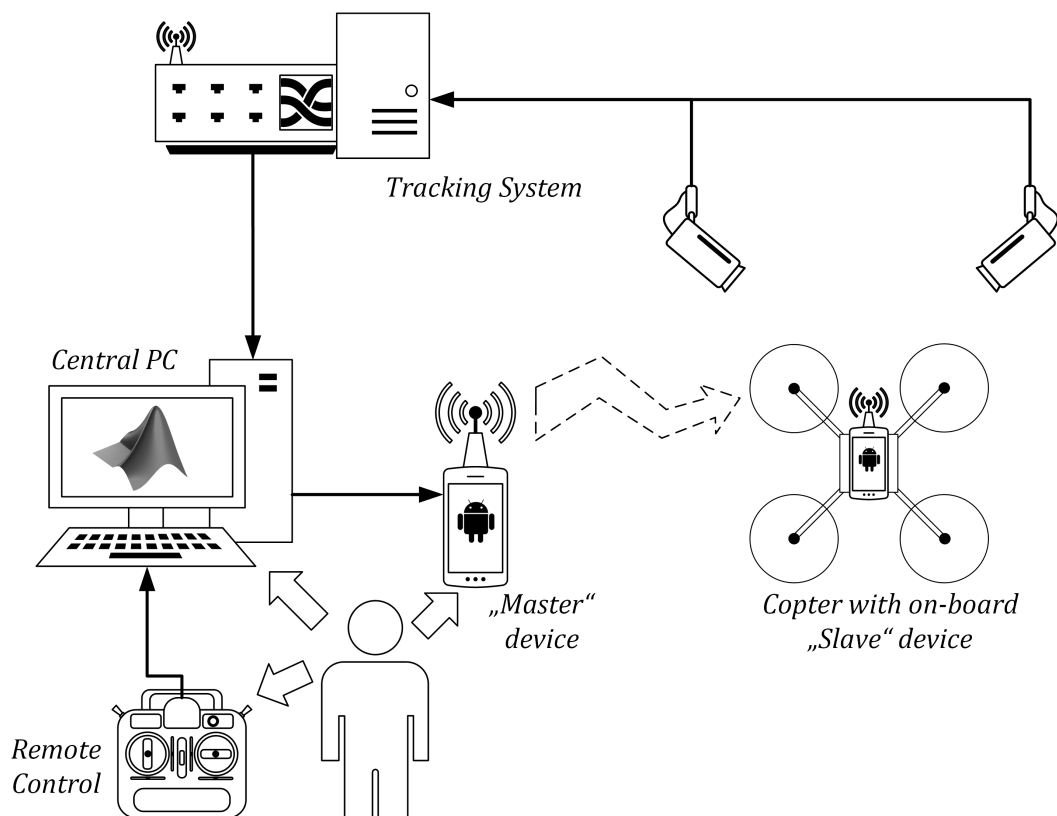 Tracking System
Central PC
„Master“
device
Copter with on-board
„Slave“ device
Remote
Control